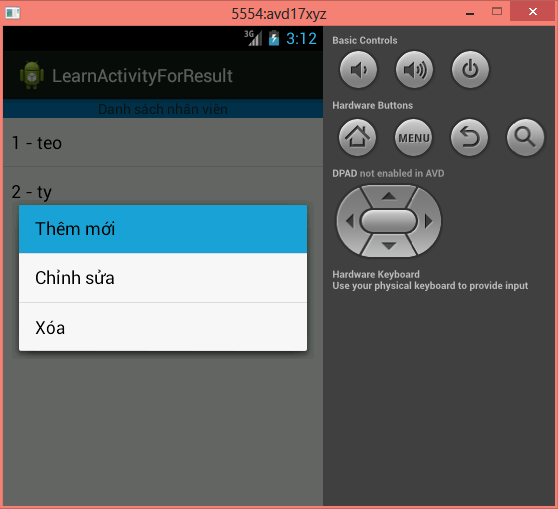 5554:avd17xyz
3G 3:12
LearnActivityForResult
Danh sách nhân viên
1 - teo
2 - ty
Thêm mới
Chỉnh sửa
Xóa
Basic Controls
Hardware Buttons
MENU
DPAD not enabled in AVD
Hardware Keyboard
Use your physical keyboard to provide input